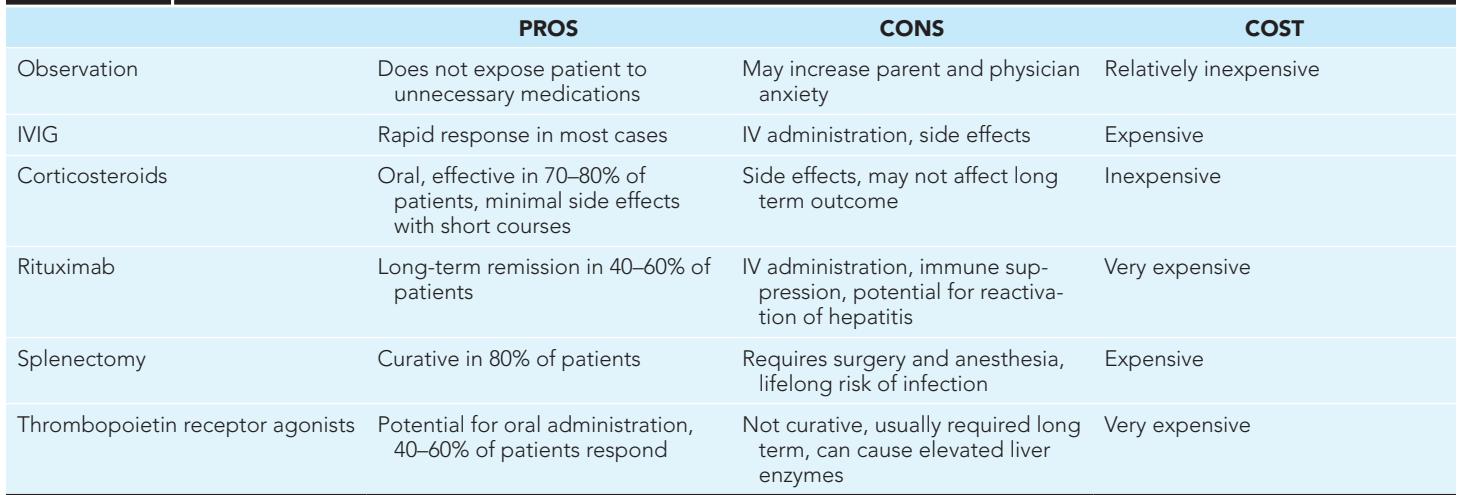 PROS CONS COST
Observation Does not expose patient to May increase parent and physician Relatively inexpensive
unnecessary medications anxiety
IVIG Rapid response in most cases IV administration, side effects Expensive
Corticosteroids Oral, effective in 70–80% of Side effects, may not affect long Inexpensive
patients, minimal side effects term outcome
with short courses
Rituximab Long-term remission in 40–60% of IV administration, immune sup- Very expensive
patients pression, potential for reactiva-
tion of hepatitis
Splenectomy Curative in 80% of patients Requires surgery and anesthesia, Expensive
lifelong risk of infection
Thrombopoietin receptor agonists Potential for oral administration, Not curative, usually required long Very expensive
40–60% of patients respond term, can cause elevated liver
enzymes